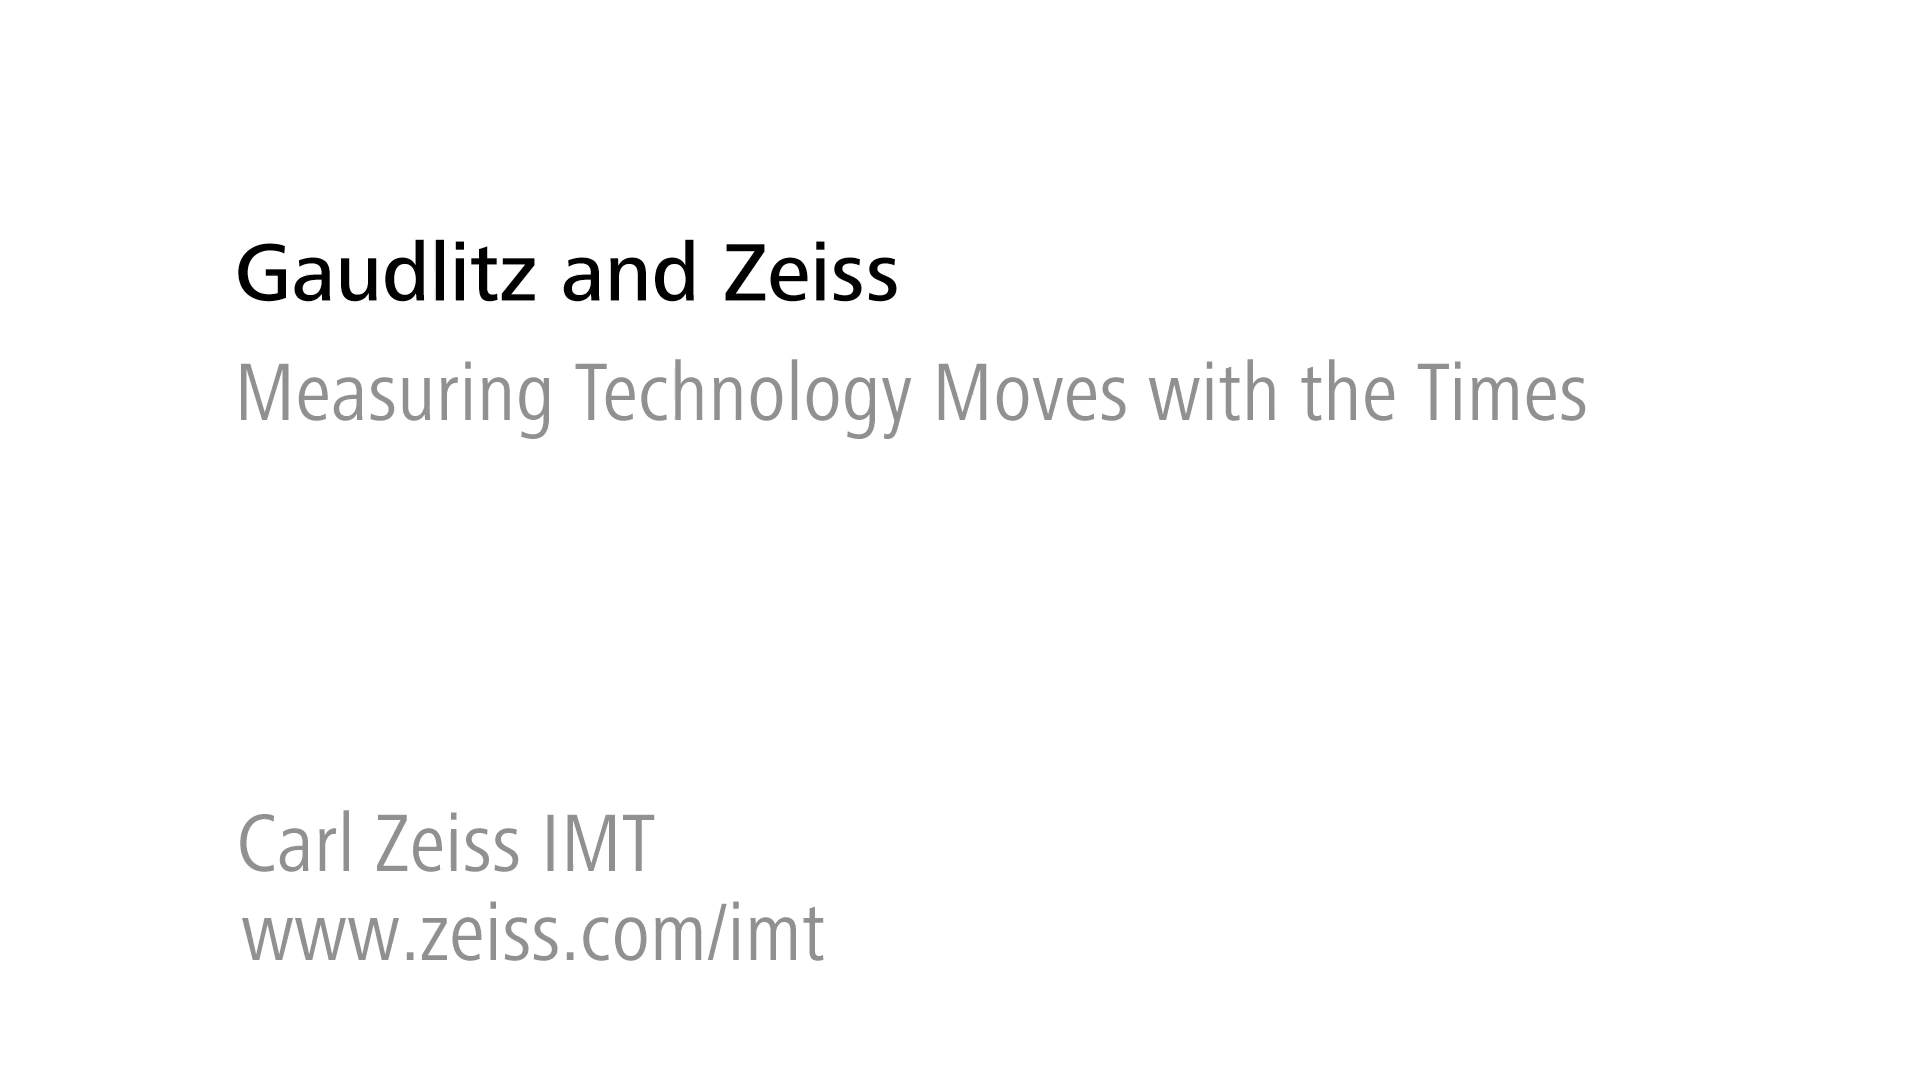 Gaudlitz and Zeiss
Measuring Technology Moves with the Times
Carl Zeiss IMT
www.zeiss.com/imt